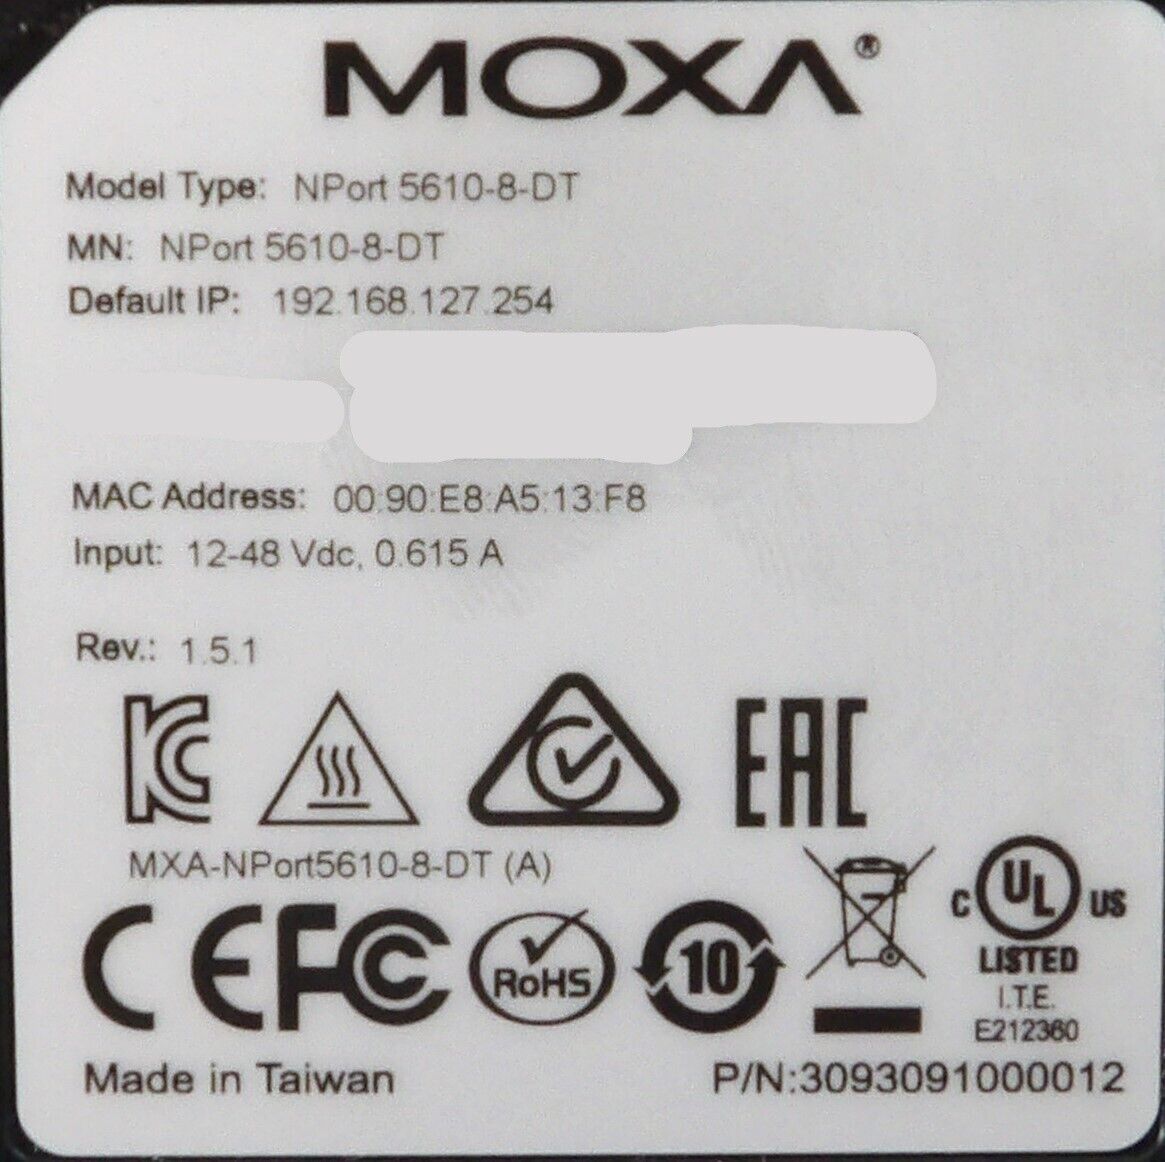 MOXA®
Model Type: NPort 5610-8-DT
MN: NPort 5610-8-DT
Default IP: 192.168.127.254
MAC Address: 00:90:E8:A5:13:F8
Input: 12-48 Vdc, 0.615 A
Rev.: 1.5.1
KC
EAC
MXA-NPort5610-8-DT (A)
CE FC RoHS 10
C UL US
LISTED
I.T.E.
E212360
Made in Taiwan
P/N:3093091000012